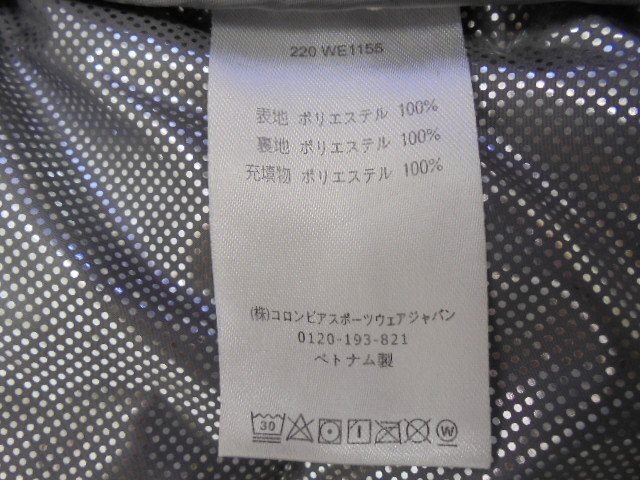 220 WE1155
表地 ポリエステル 100%
裏地 ポリエステル 100%
充填物 ポリエステル 100%
(株)コロンビアスポーツウェアジャパン
0120-193-821
ベトナム製
30 W